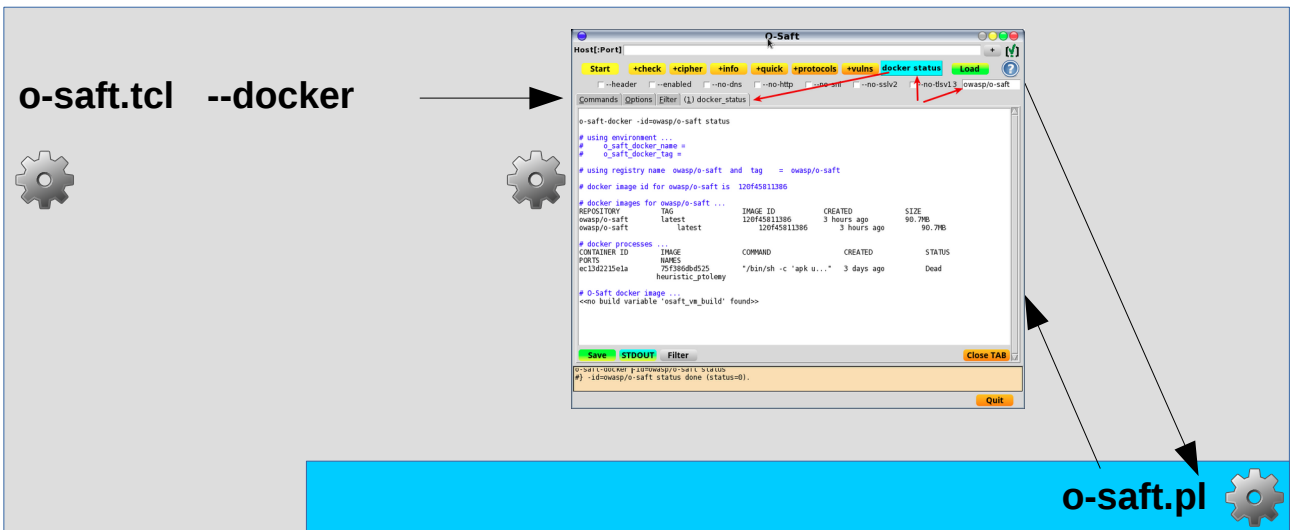 O-Saft
Host[:Port]
+ [√]
o-saft.tcl --docker
Start +check +cipher +info +quick +protocols +vulns docker status Load ?
--header --enabled --no-dns --no-http --no-sni --no-sslv2 --no-tlsv13 owasp/o-saft
Commands Options Filter (1) docker_status
o-saft-docker -id=owasp/o-saft status
# using environment ...
# o_saft_docker_name =
# o_saft_docker_tag =
# using registry name owasp/o-saft and tag = owasp/o-saft
# docker image id for owasp/o-saft is 120f45811386
# docker images for owasp/o-saft ...
REPOSITORY TAG IMAGE ID CREATED SIZE
owasp/o-saft latest 120f45811386 3 hours ago 90.7MB
owasp/o-saft latest 120f45811386 3 hours ago 90.7MB
# docker processes ...
CONTAINER ID IMAGE COMMAND CREATED STATUS
PORTS NAMES
ec13d2215e1a 75f386dbd525 "/bin/sh -c 'apk u..." 3 days ago Dead
heuristic_ptolemy
# O-Saft docker image ...
<<no build variable 'osaft_vm_build' found>>
Save STDOUT Filter Close TAB
o-saft-docker -id=owasp/o-saft status
#} -id=owasp/o-saft status done (status=0).
Quit
o-saft.pl